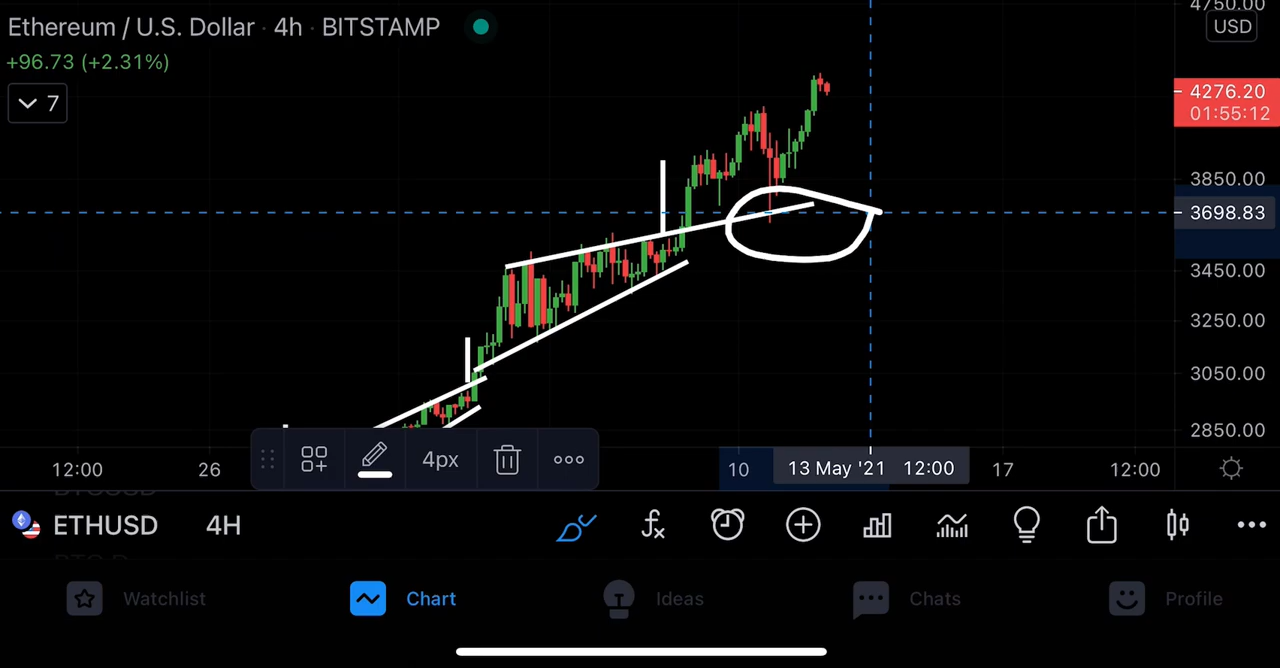 4750.00
Ethereum / U.S. Dollar · 4h · BITSTAMP
USD
+96.73 (+2.31%)
7
4276.20
01:55:12
3850.00
3698.83
3450.00
3250.00
3050.00
2850.00
4px
12:00 26 10 13 May '21 12:00 17 12:00
ETHUSD 4H
Watchlist Chart Ideas Chats Profile